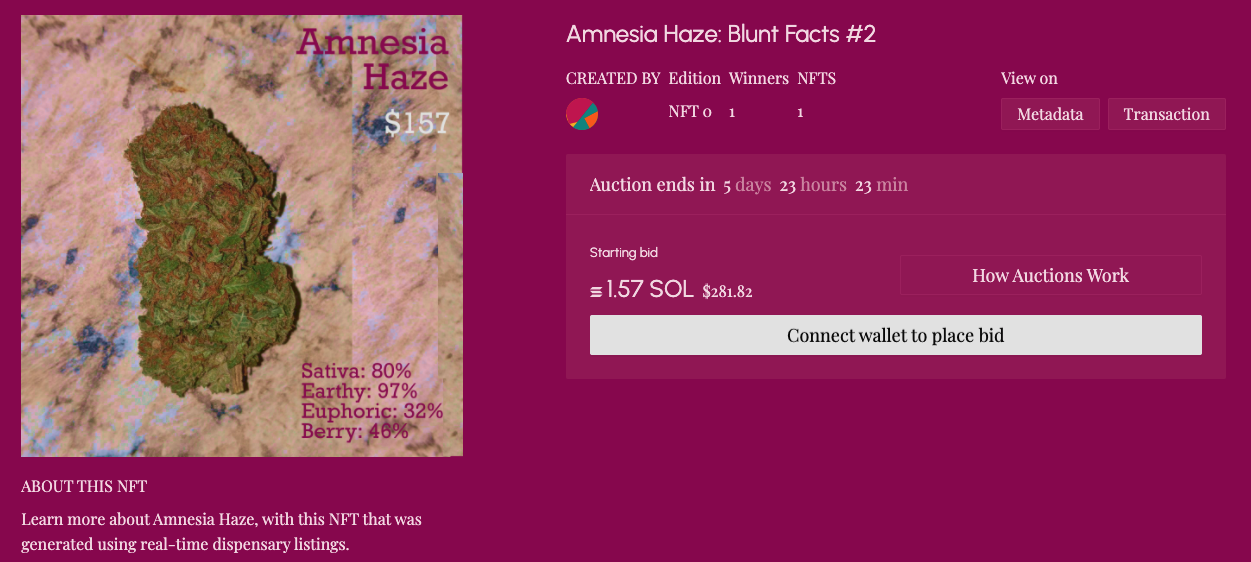 Amnesia
Haze
$157
Sativa: 80%
Earthy: 97%
Euphoric: 32%
Berry: 46%
ABOUT THIS NFT
Learn more about Amnesia Haze, with this NFT that was
generated using real-time dispensary listings.
Amnesia Haze: Blunt Facts #2
CREATED BY Edition Winners NFTS
NFT 0 1 1
View on
Metadata Transaction
Auction ends in 5 days 23 hours 23 min
Starting bid
1.57 SOL $281.82
How Auctions Work
Connect wallet to place bid